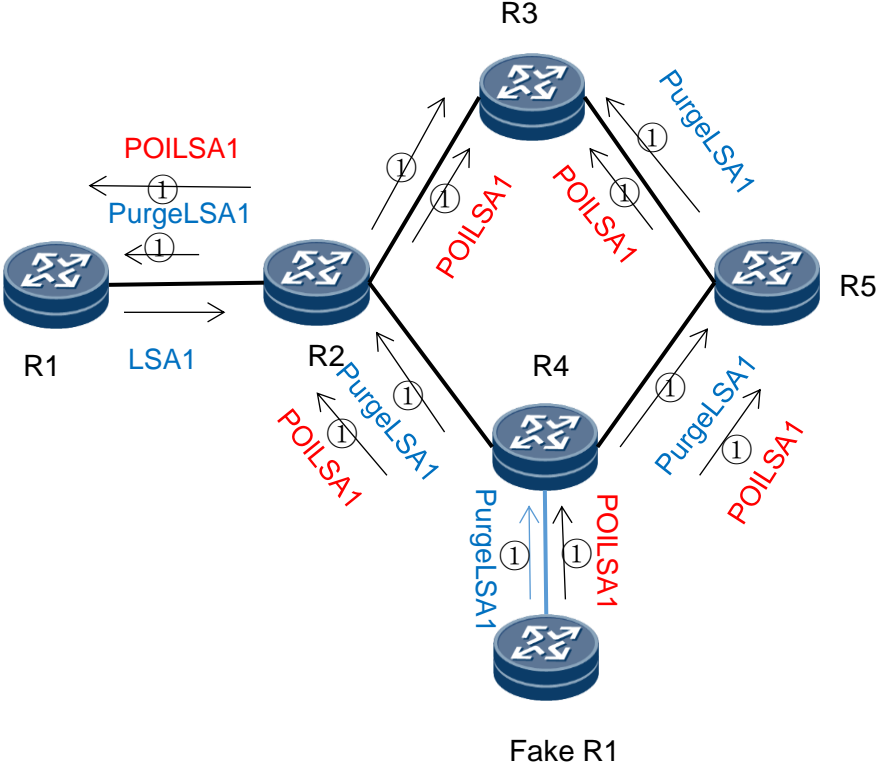 R3
PurgeLSA1
POILSA1
①
①
①
PurgeLSA1
①
①
①
POILSA1
POILSA1
R5
R1
LSA1
R2
R4
PurgeLSA1
①
①
PurgeLSA1
POILSA1
①
①
POILSA1
PurgeLSA1
①
①
POILSA1
Fake R1